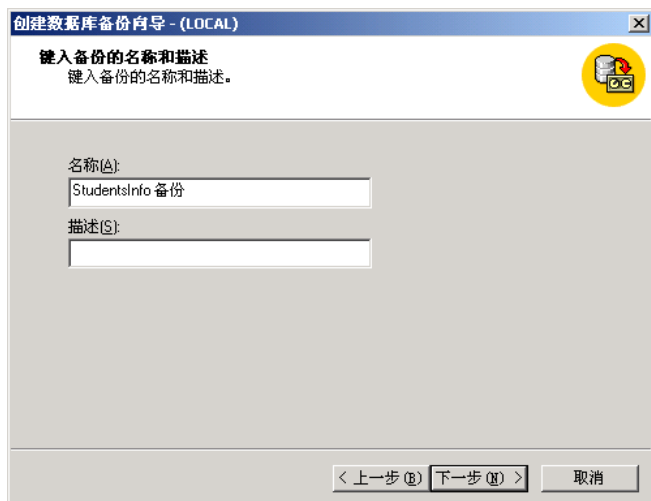 创建数据库备份向导 - (LOCAL)
键入备份的名称和描述
键入备份的名称和描述。
名称(A):
StudentsInfo 备份
描述(S):
< 上一步(B) 下一步(N) > 取消